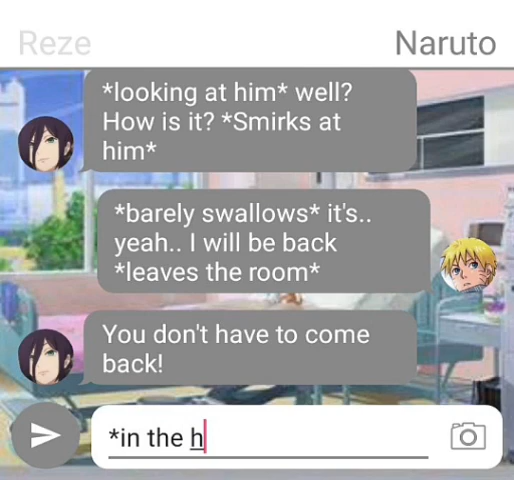 Reze
Naruto
*looking at him* well?
How is it? *Smirks at
him*
*barely swallows* it's..
yeah.. I will be back
*leaves the room*
You don't have to come
back!
*in the h